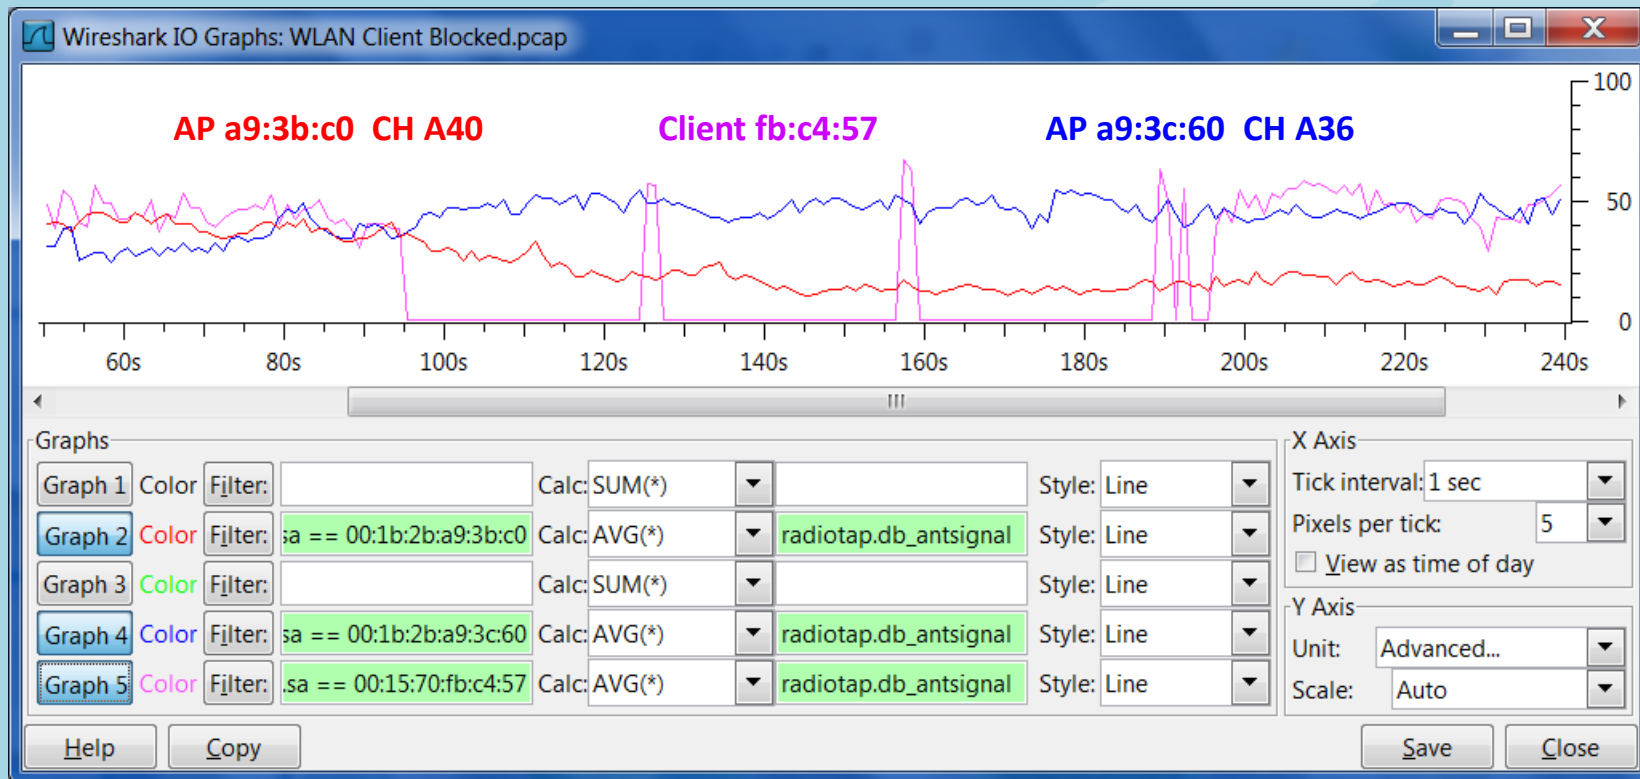 Wireshark IO Graphs: WLAN Client Blocked.pcap
AP a9:3b:c0 CH A40 Client fb:c4:57 AP a9:3c:60 CH A36
100
50
0
60s 80s 100s 120s 140s 160s 180s 200s 220s 240s
Graphs
Graph 1 Color Filter: Calc: SUM(*) Style: Line
Graph 2 Color Filter: sa == 00:1b:2b:a9:3b:c0 Calc: AVG(*) radiotap.db_antsignal Style: Line
Graph 3 Color Filter: Calc: SUM(*) Style: Line
Graph 4 Color Filter: sa == 00:1b:2b:a9:3c:60 Calc: AVG(*) radiotap.db_antsignal Style: Line
Graph 5 Color Filter: .sa == 00:15:70:fb:c4:57 Calc: AVG(*) radiotap.db_antsignal Style: Line
X Axis
Tick interval: 1 sec
Pixels per tick: 5
View as time of day
Y Axis
Unit: Advanced...
Scale: Auto
Help Copy Save Close